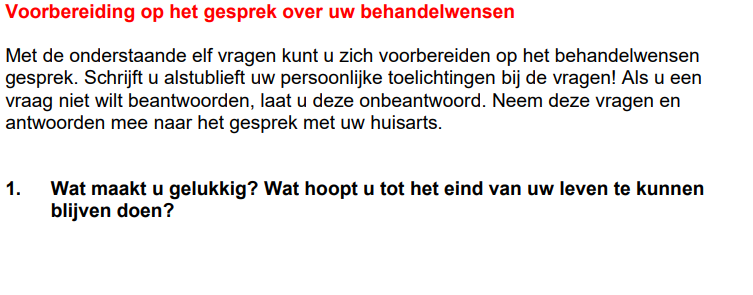 Voorbereiding op het gesprek over uw behandelwensen
Met de onderstaande elf vragen kunt u zich voorbereiden op het behandelwensen
gesprek. Schrijft u alstublieft uw persoonlijke toelichtingen bij de vragen! Als u een
vraag niet wilt beantwoorden, laat u deze onbeantwoord. Neem deze vragen en
antwoorden mee naar het gesprek met uw huisarts.
1. Wat maakt u gelukkig? Wat hoopt u tot het eind van uw leven te kunnen
blijven doen?